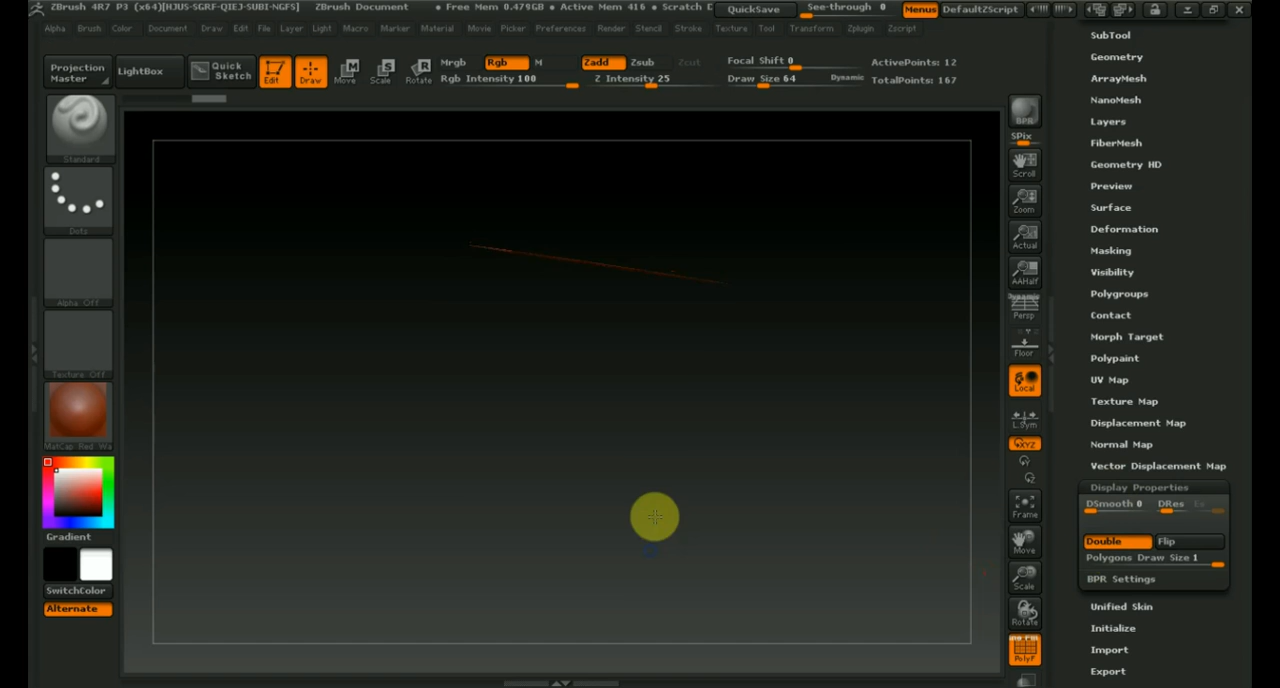 ZBrush 4R7 P3 (x64)[HJUS-SGRF-QIEJ-SUBI-NGFS] ZBrush Document • Free Mem 0.479GB • Active Mem 416 • Scratch D QuickSave See-through 0 Menus DefaultZScript
Alpha Brush Color Document Draw Edit File Layer Light Macro Marker Material Movie Picker Preferences Render Stencil Stroke Texture Tool Transform Zplugin Zscript
Projection Master
LightBox
Quick Sketch
Edit
Draw
Move
Scale
Rotate
Mrgb Rgb M
Rgb Intensity 100
Zadd Zsub Zcut
Z Intensity 25
Focal Shift 0
Draw Size 64 Dynamic
ActivePoints: 12
TotalPoints: 167
Standard
Dots
Alpha Off
Texture Off
MatCap Red Wa
Gradient
SwitchColor
Alternate
BPR
SPix
Scroll
Zoom
Actual
AAHalf
Dynamic
Persp
Floor
Local
L.Sym
XYZ
Frame
Move
Scale
Rotate
PolyF
SubTool
Geometry
ArrayMesh
NanoMesh
Layers
FiberMesh
Geometry HD
Preview
Surface
Deformation
Masking
Visibility
Polygroups
Contact
Morph Target
Polypaint
UV Map
Texture Map
Displacement Map
Normal Map
Vector Displacement Map
Display Properties
DSmooth 0 DRes
Double Flip
Polygons Draw Size 1
BPR Settings
Unified Skin
Initialize
Import
Export